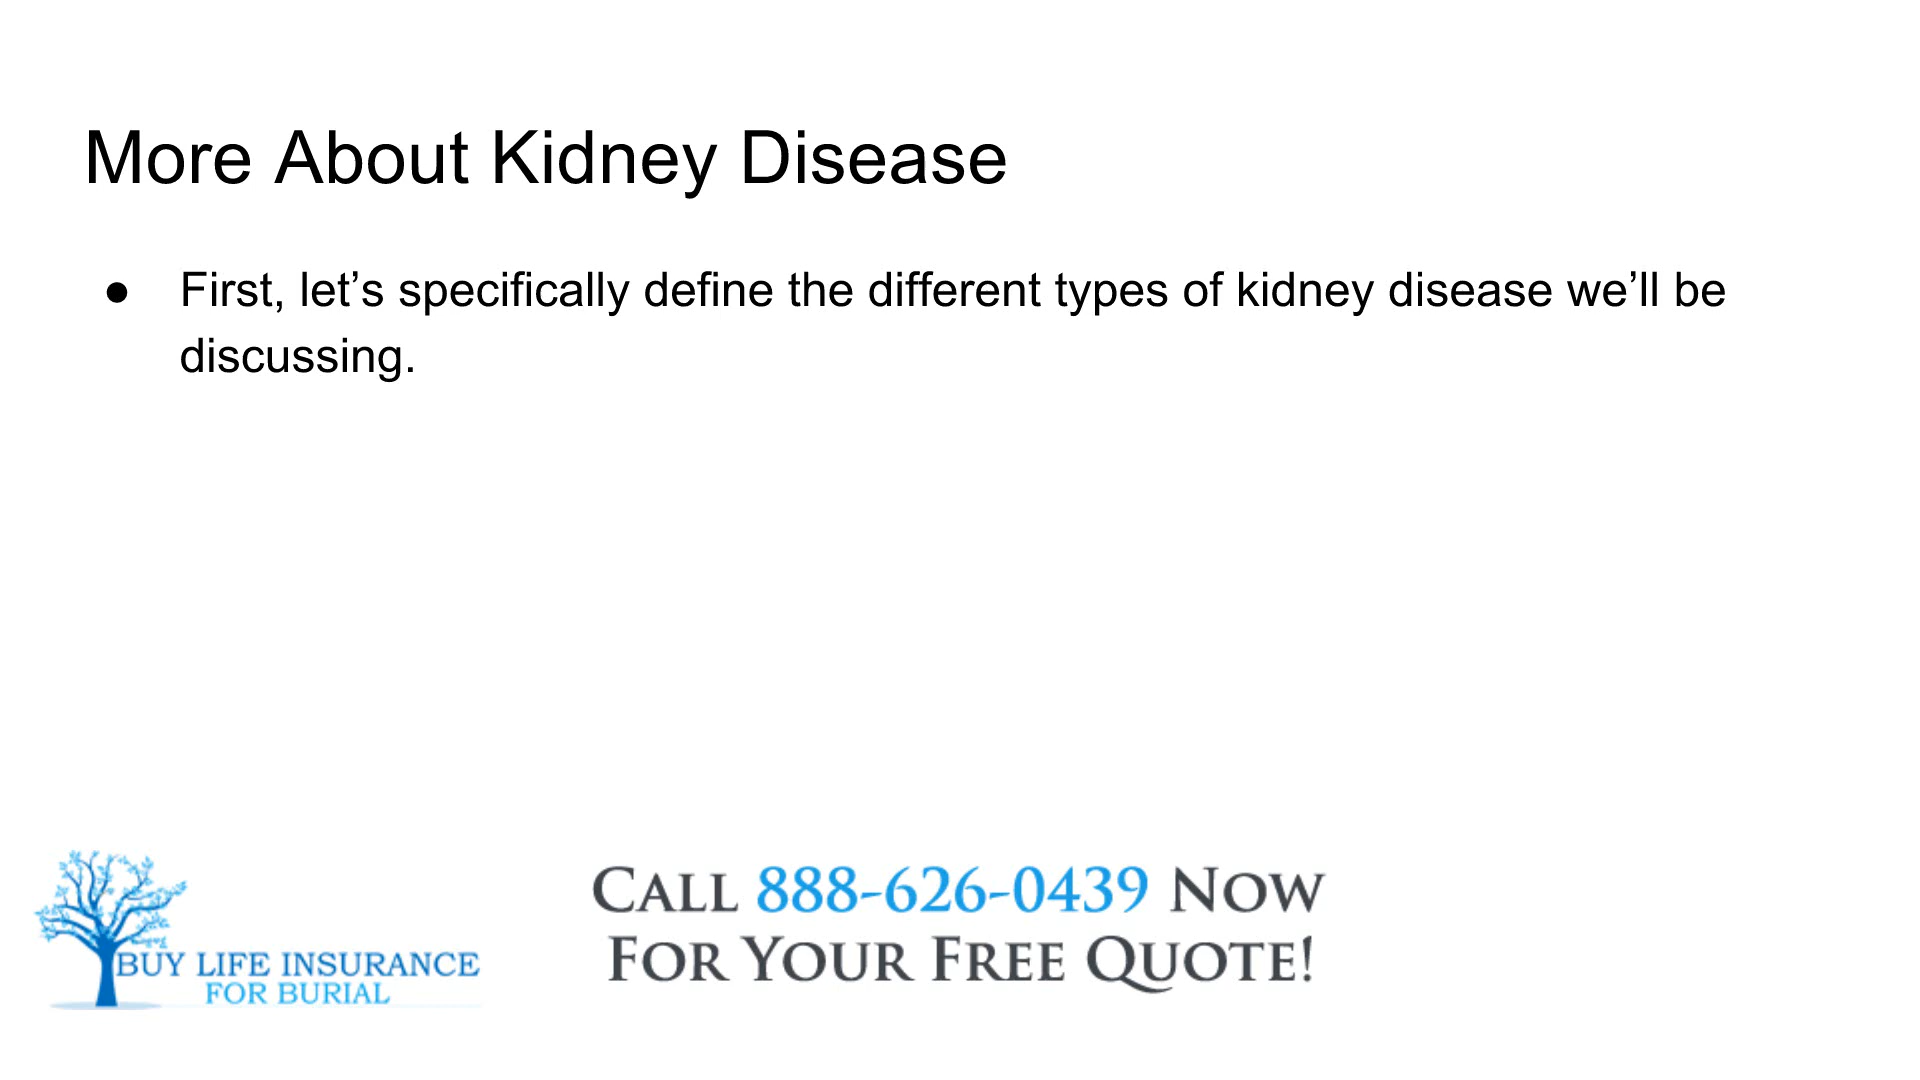 More About Kidney Disease
● First, let’s specifically define the different types of kidney disease we’ll be
discussing.
BUY LIFE INSURANCE
FOR BURIAL
CALL 888-626-0439 NOW
FOR YOUR FREE QUOTE!